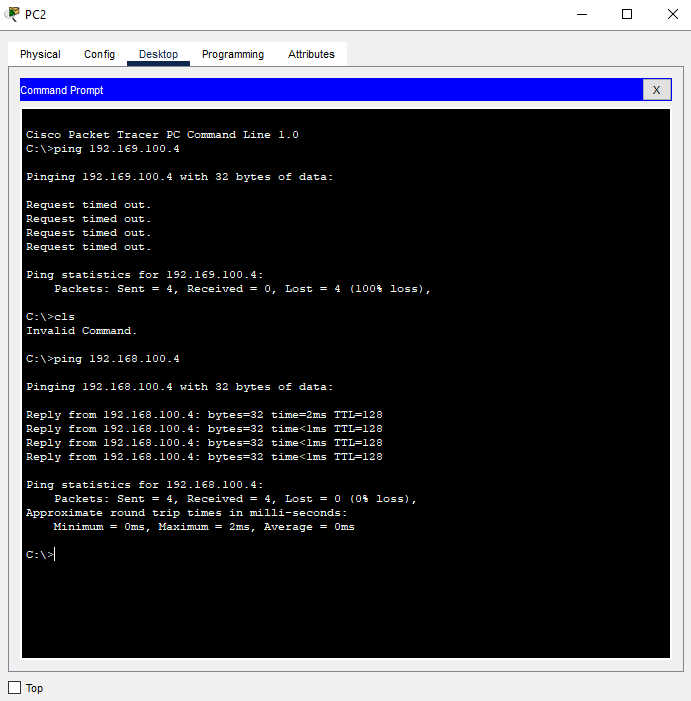 PC2
Physical Config Desktop Programming Attributes
Command Prompt
X
Cisco Packet Tracer PC Command Line 1.0
C:\>ping 192.169.100.4
Pinging 192.169.100.4 with 32 bytes of data:
Request timed out.
Request timed out.
Request timed out.
Request timed out.
Ping statistics for 192.169.100.4:
    Packets: Sent = 4, Received = 0, Lost = 4 (100% loss),
C:\>cls
Invalid Command.
C:\>ping 192.168.100.4
Pinging 192.168.100.4 with 32 bytes of data:
Reply from 192.168.100.4: bytes=32 time=2ms TTL=128
Reply from 192.168.100.4: bytes=32 time<1ms TTL=128
Reply from 192.168.100.4: bytes=32 time<1ms TTL=128
Reply from 192.168.100.4: bytes=32 time<1ms TTL=128
Ping statistics for 192.168.100.4:
    Packets: Sent = 4, Received = 4, Lost = 0 (0% loss),
Approximate round trip times in milli-seconds:
    Minimum = 0ms, Maximum = 2ms, Average = 0ms
C:\>
Top